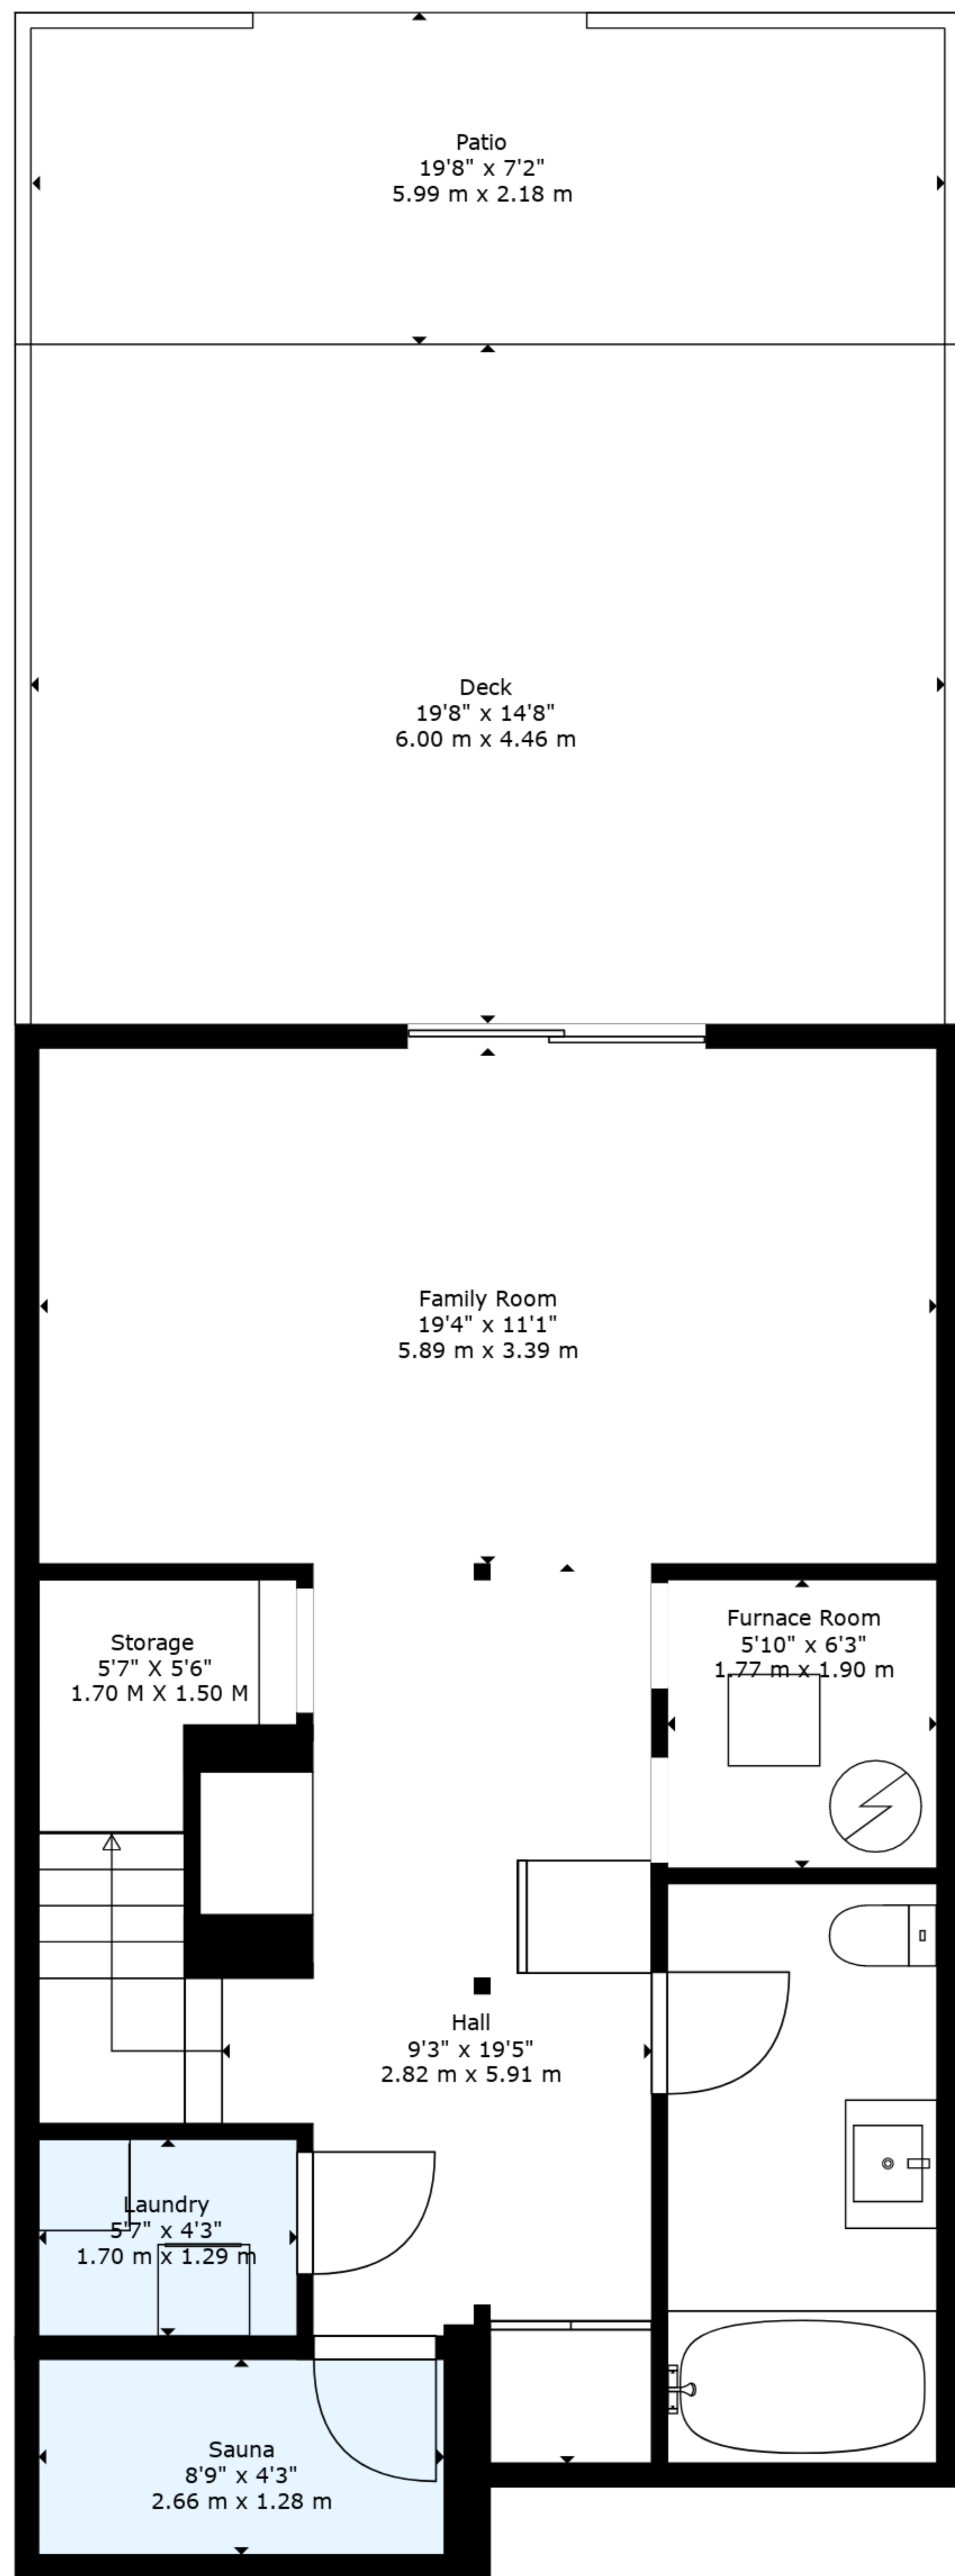 Patio
19'8" x 7'2"
5.99 m x 2.18 m
Deck
19'8" x 14'8"
6.00 m x 4.46 m
Family Room
19'4" x 11'1"
5.89 m x 3.39 m
Furnace Room
5'10" x 6'3"
1.77 m x 1.90 m
Storage
5'7" X 5'6"
1.70 M X 1.50 M
Hall
9'3" x 19'5"
2.82 m x 5.91 m
Laundry
5'7" x 4'3"
1.70 m x 1.29 m
Sauna
8'9" x 4'3"
2.66 m x 1.28 m